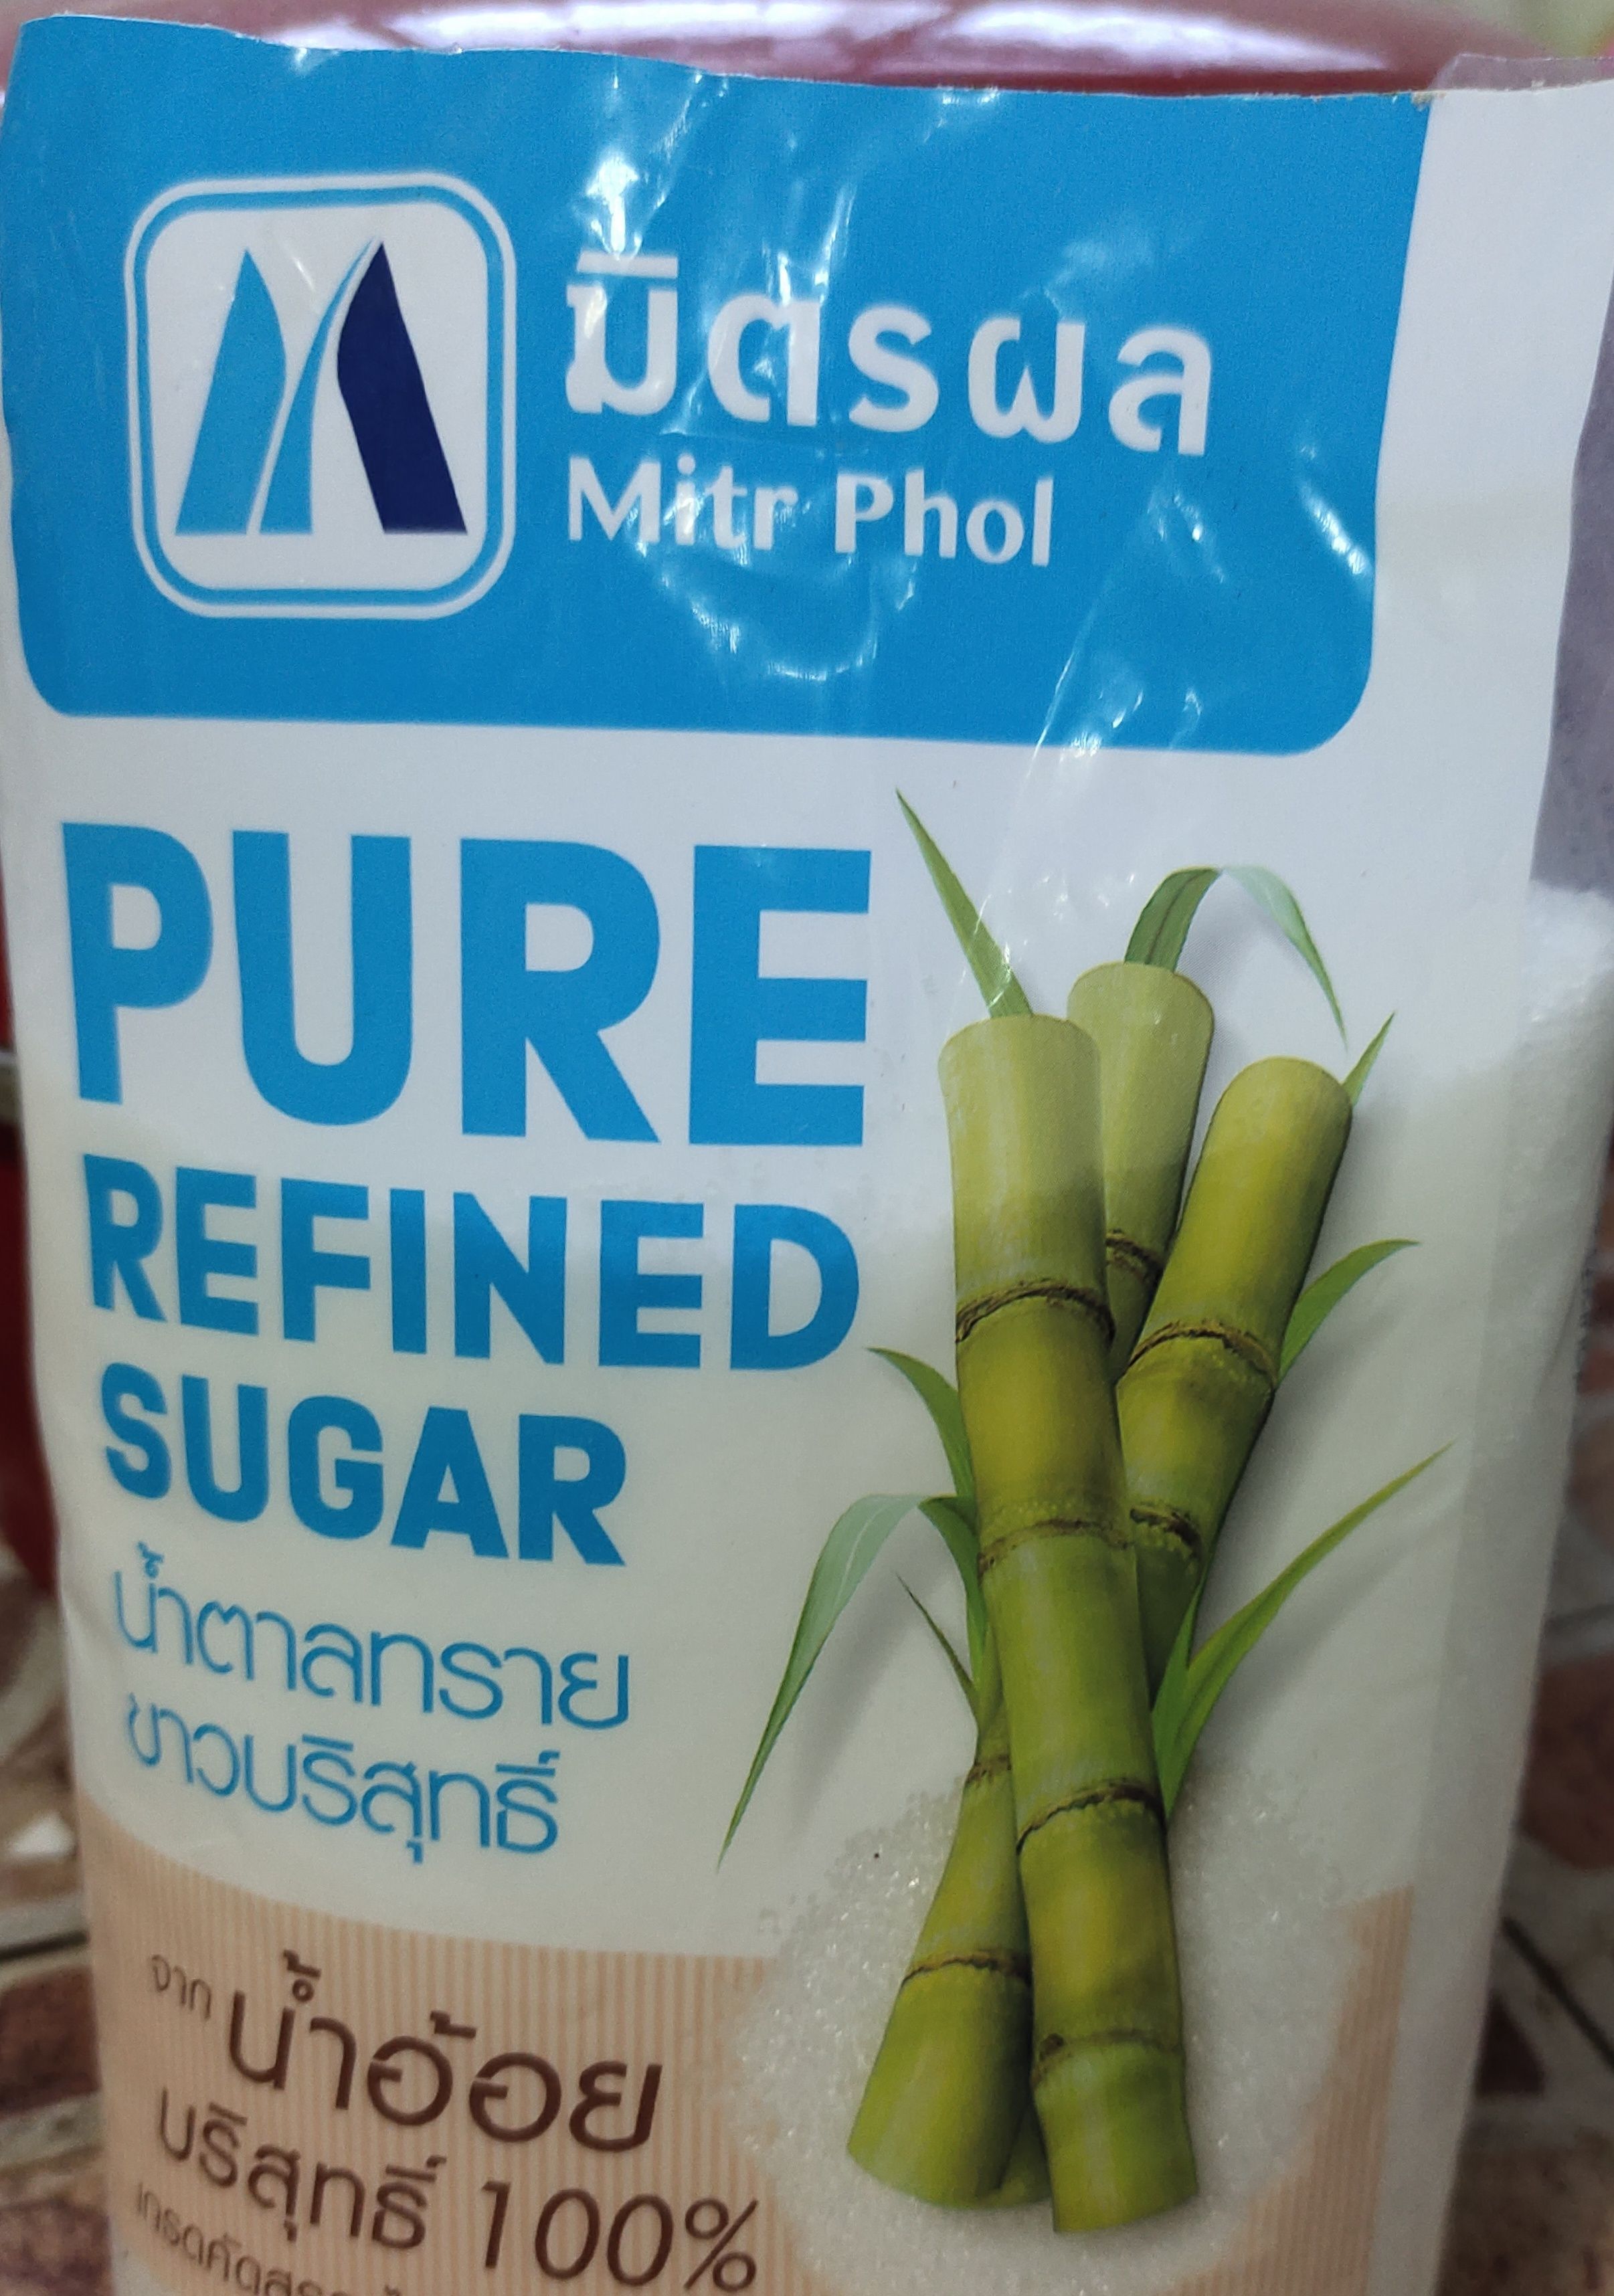 มิตรผล
Mitr Phol
PURE
REFINED
SUGAR
น้ำตาลทราย
ขาวบริสุทธิ์
จาก น้ำอ้อย
บริสุทธิ์ 100%